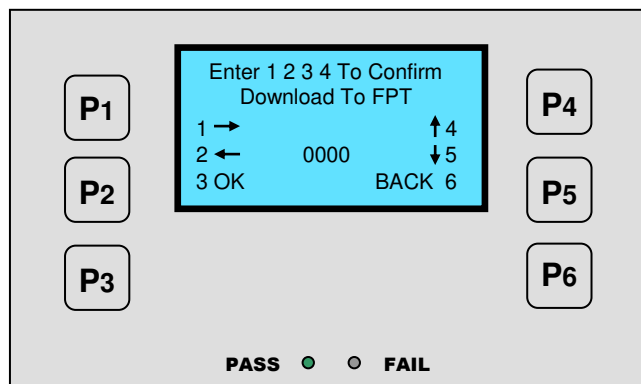 Enter 1 2 3 4 To Confirm
Download To FPT
1 → ↑ 4
2 ← 0000 ↓ 5
3 OK BACK 6
P1
P2
P3
P4
P5
P6
PASS FAIL